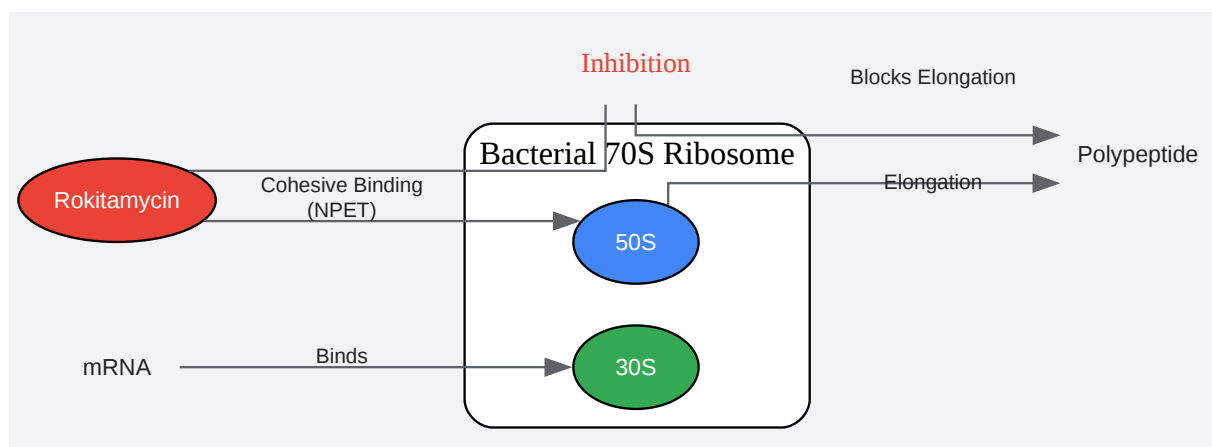 Inhibition
Blocks Elongation
Bacterial 70S Ribosome
Polypeptide
Rokitamycin
Cohesive Binding
(NPET)
Elongation
50S
mRNA
Binds
30S